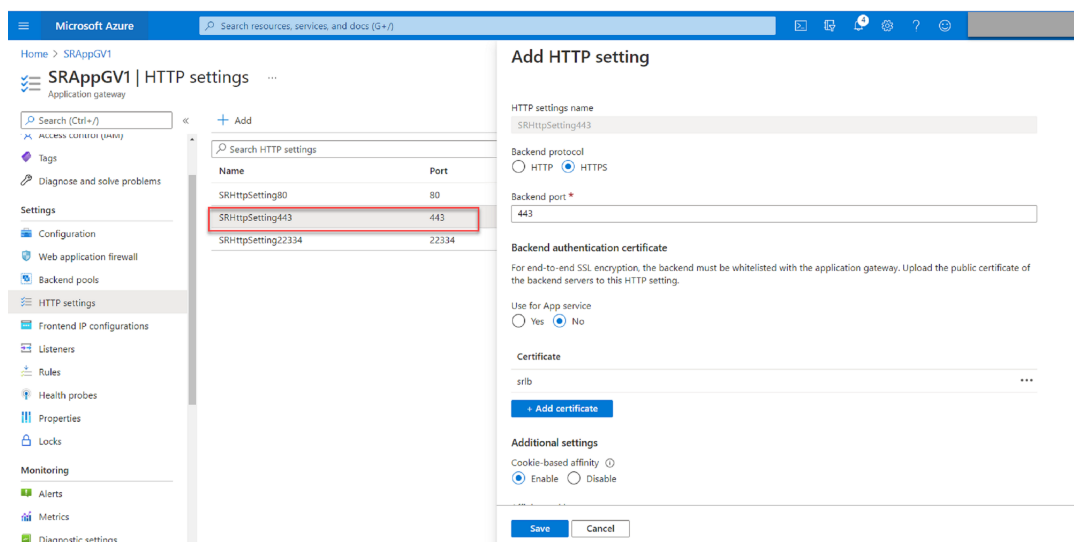 Microsoft Azure
Search resources, services, and docs (G+/)
4
Home > SRAppGV1
SRAppGV1 | HTTP settings ...
Application gateway
Search (Ctrl+/)
«
Access control (IAM)
Tags
Diagnose and solve problems
Settings
Configuration
Web application firewall
Backend pools
HTTP settings
Frontend IP configurations
Listeners
Rules
Health probes
Properties
Locks
Monitoring
Alerts
Metrics
Diagnostic settings
+ Add
Search HTTP settings
Name Port
SRHttpSetting80 80
SRHttpSetting443 443
SRHttpSetting22334 22334
Add HTTP setting
HTTP settings name
SRHttpSetting443
Backend protocol
HTTP HTTPS
Backend port *
443
Backend authentication certificate
For end-to-end SSL encryption, the backend must be whitelisted with the application gateway. Upload the public certificate of
the backend servers to this HTTP setting.
Use for App service
Yes No
Certificate
srlb ...
+ Add certificate
Additional settings
Cookie-based affinity
Enable Disable
Save Cancel